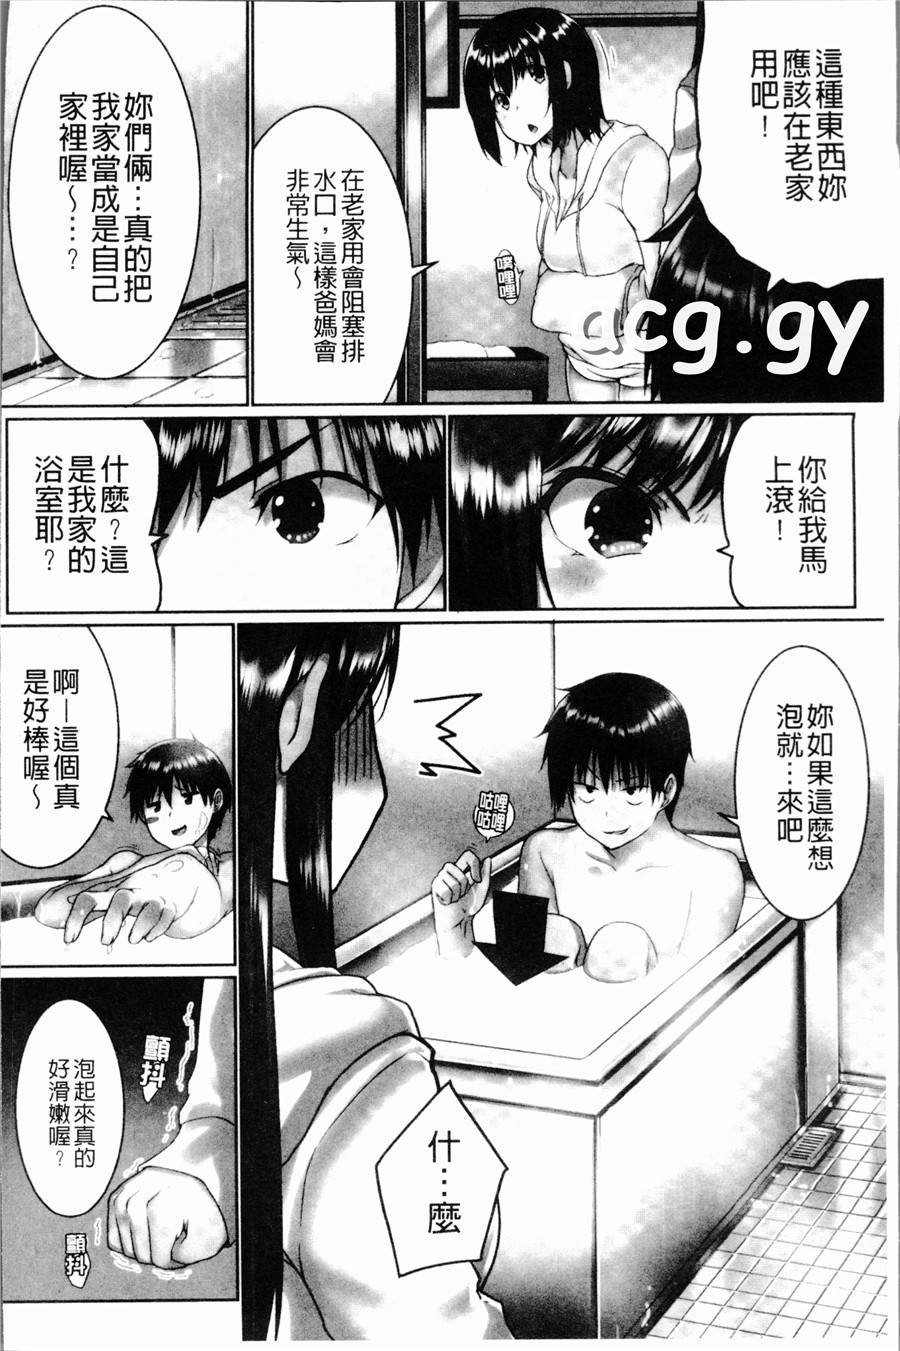 這種東西妳
應該在老家
用吧！
噗哩哩
在老家用會阻塞排
水口，這樣爸媽會
非常生氣～
妳們倆…真的把
我家當成是自己
家裡喔～…？
acg.gy
你給我馬
上滾！
什麼？這
是我家的
浴室耶？
妳如果這麼想
泡就…來吧
咕哩
咕哩
什…麼
啊—這個真
是好棒喔～
顫抖
泡起來真的
好滑嫩喔？
顫抖